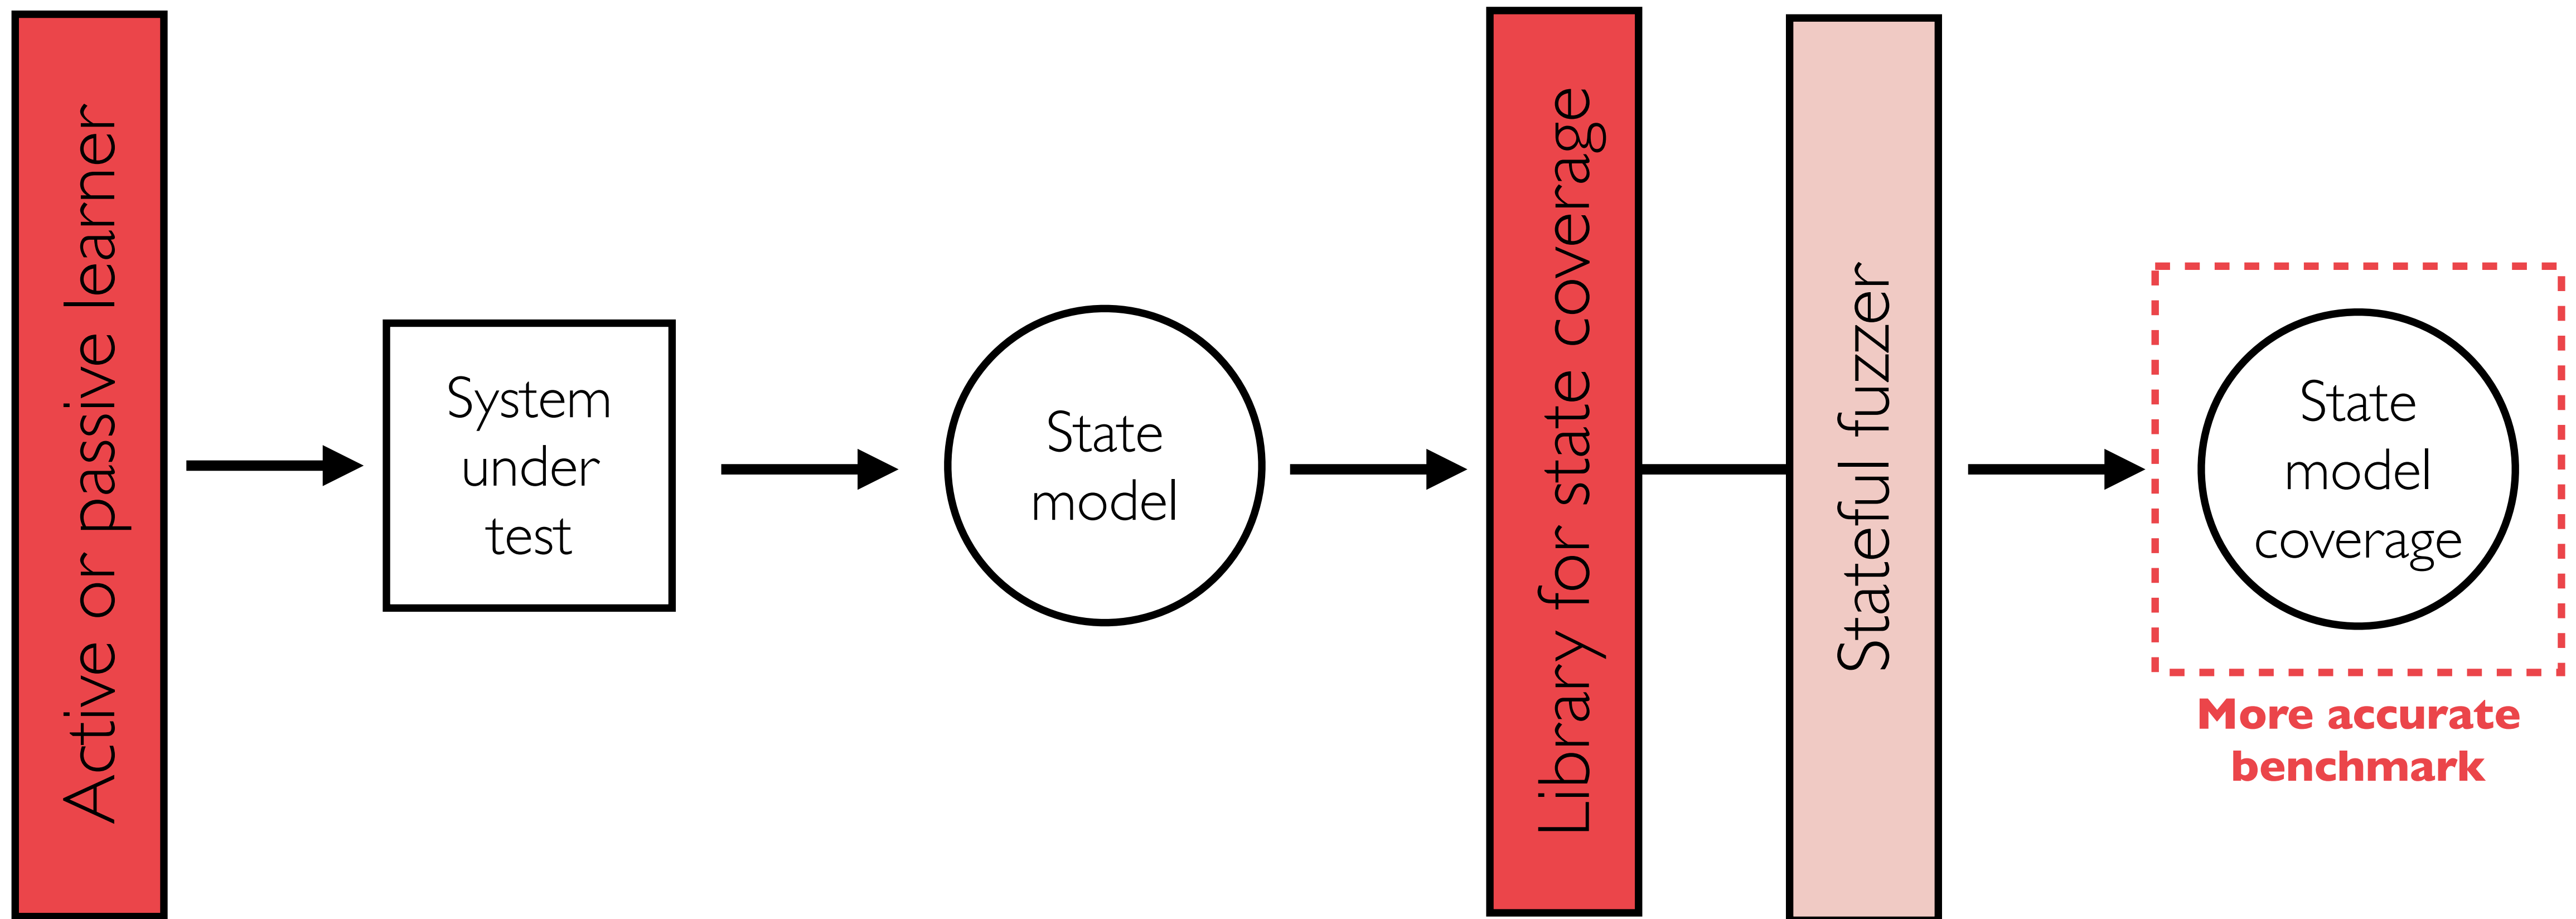 Active or passive learner
System
under
test
State
model
Library for state coverage
Stateful fuzzer
State
model
coverage
More accurate
benchmark